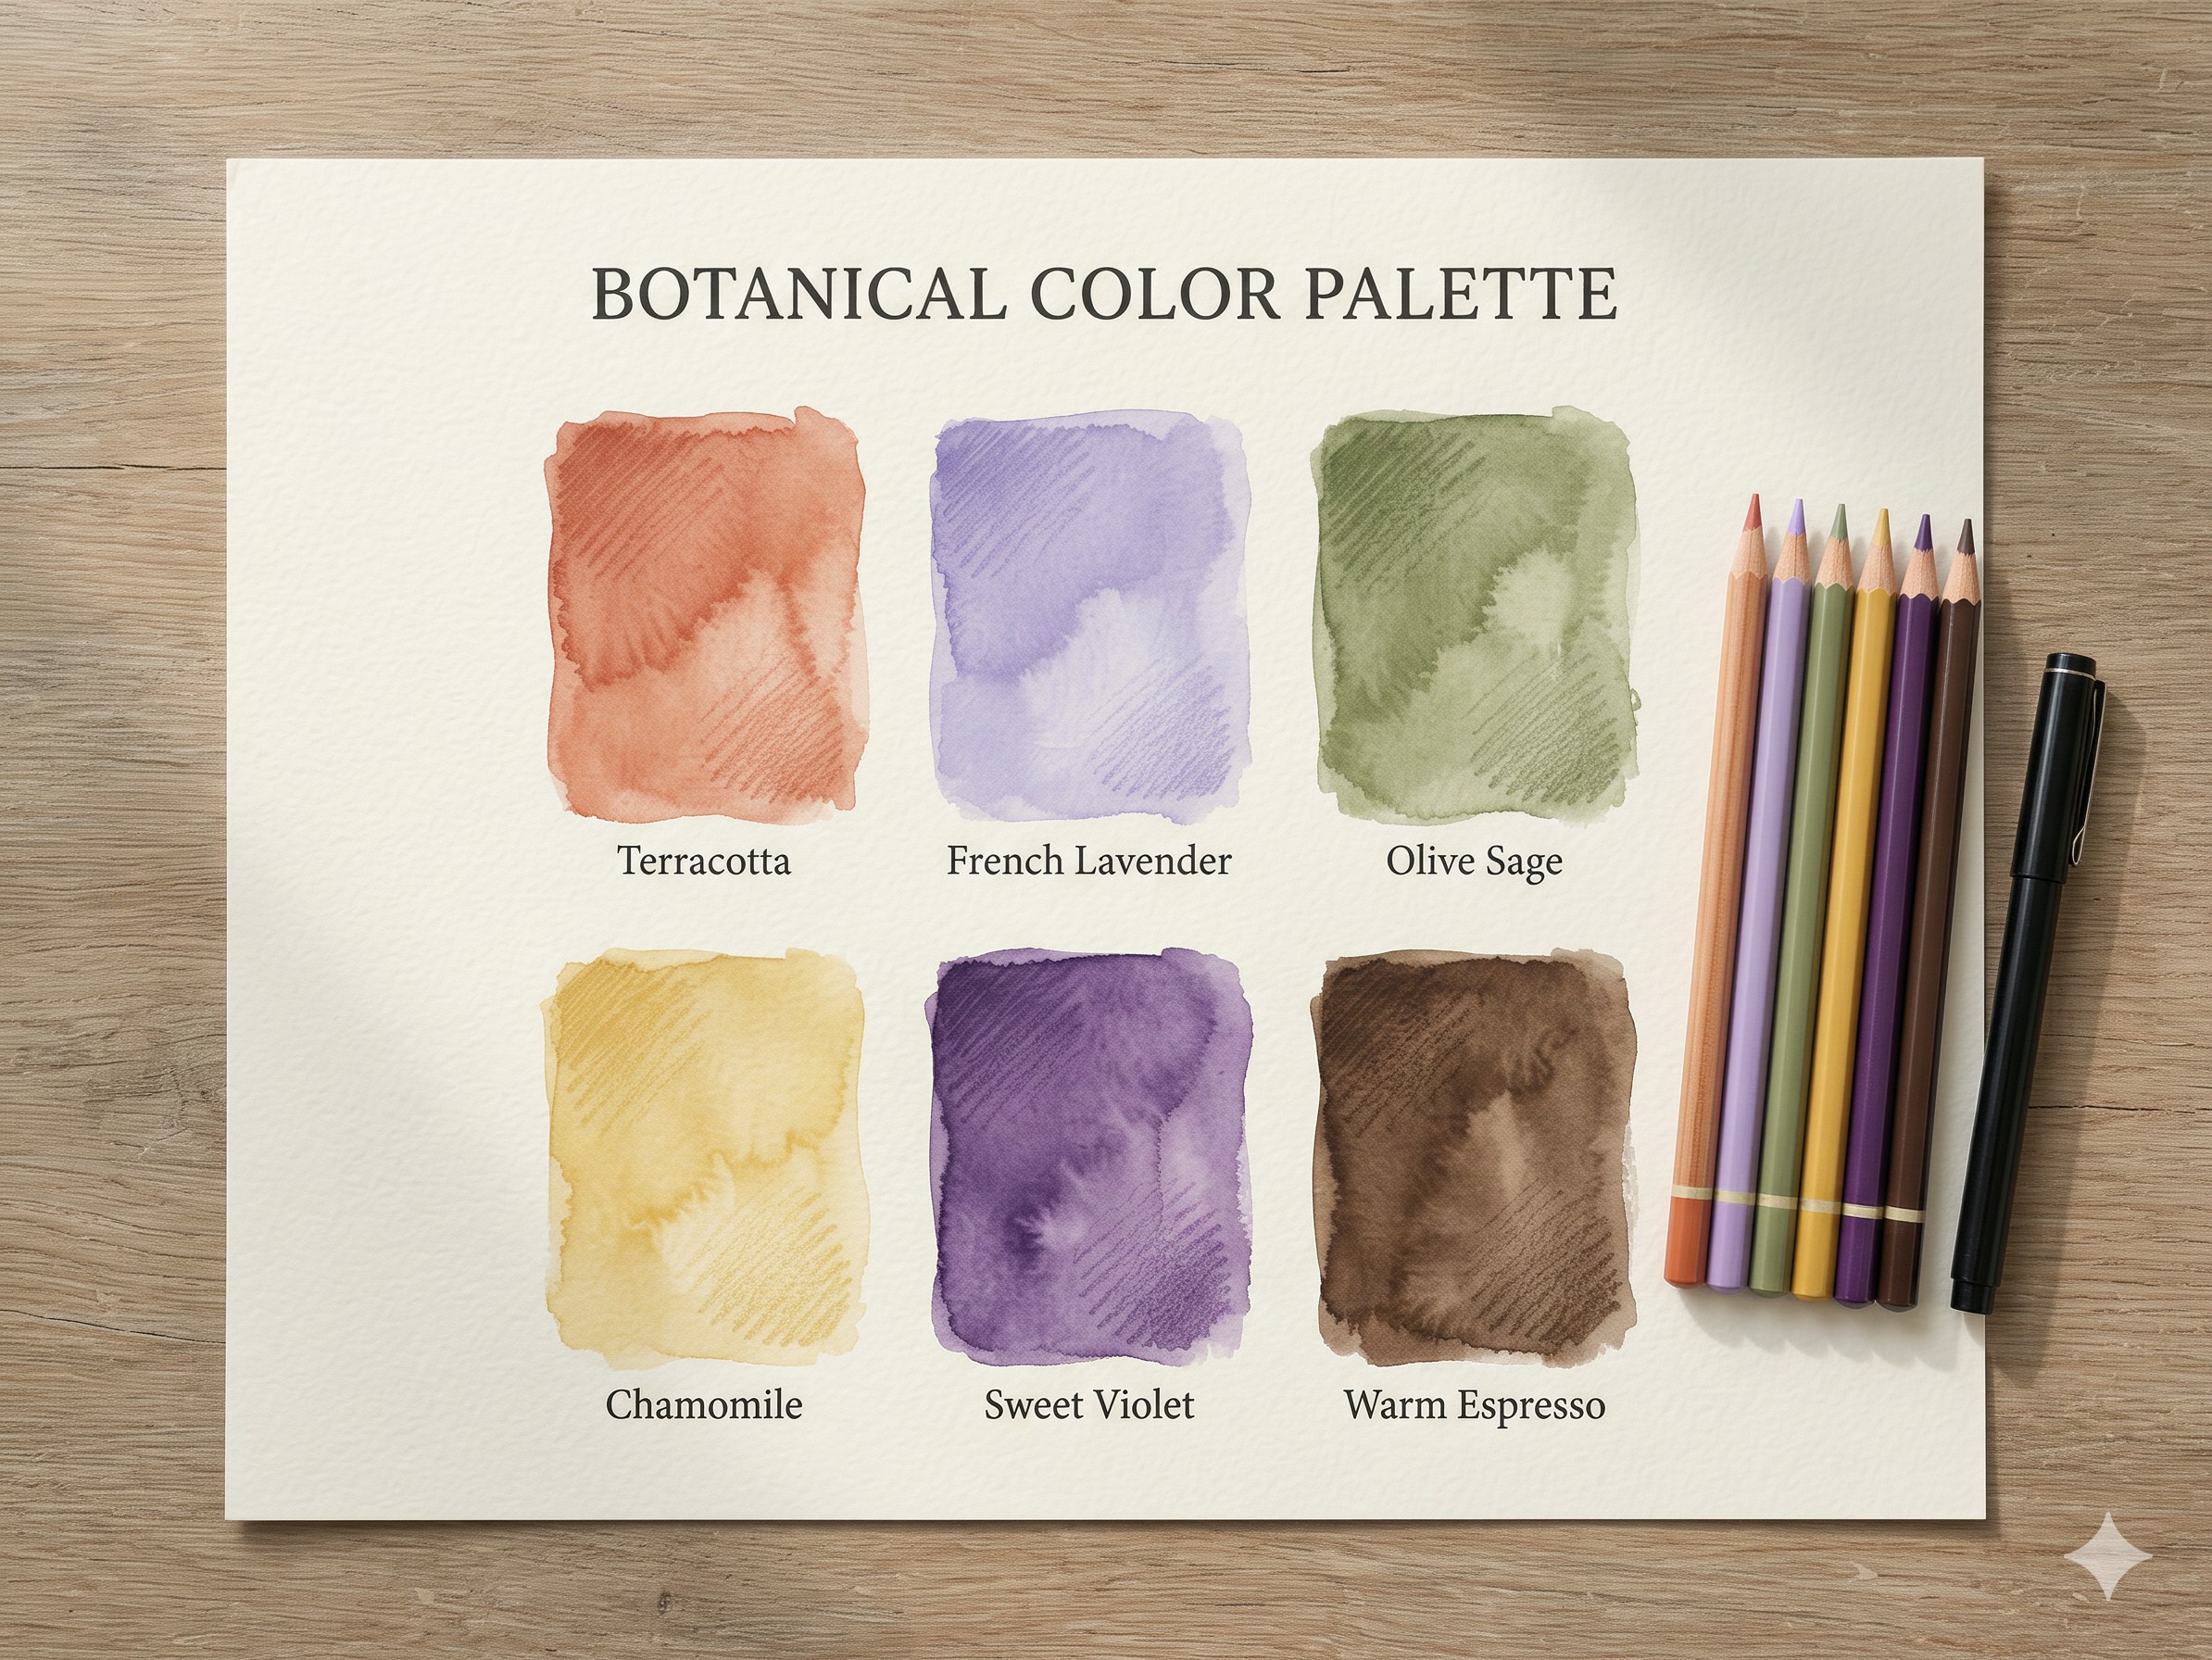 BOTANICAL COLOR PALETTE
Terracotta
French Lavender
Olive Sage
Chamomile
Sweet Violet
Warm Espresso